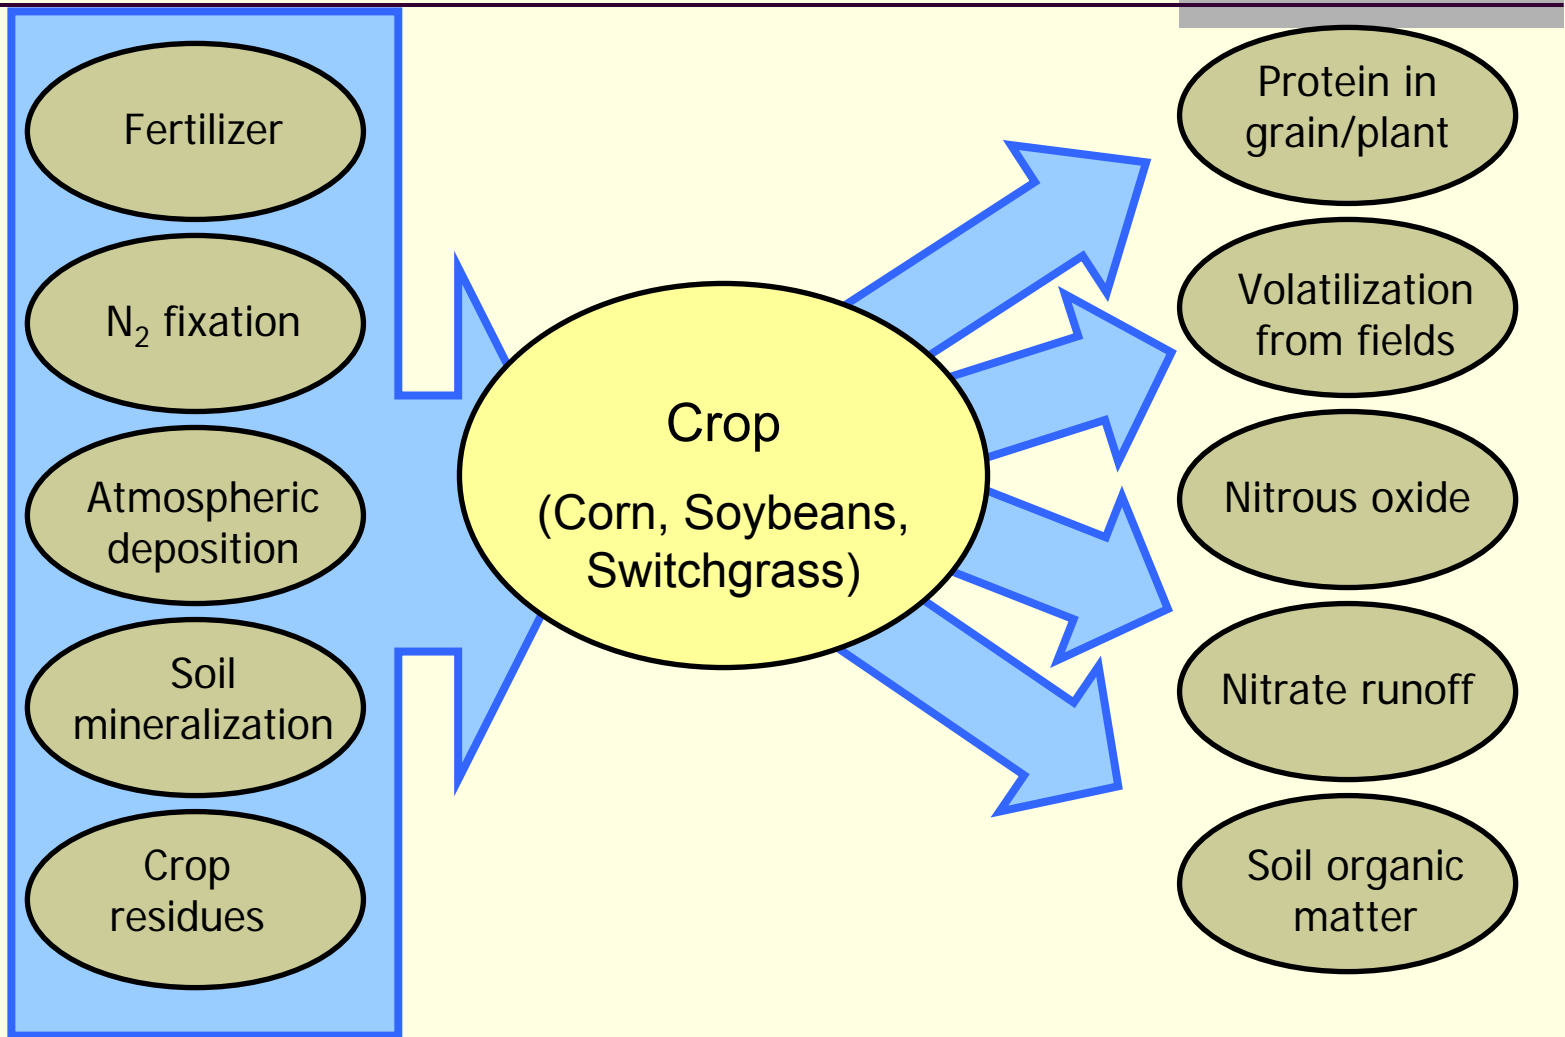 Fertilizer
N₂ fixation
Atmospheric
deposition
Soil
mineralization
Crop
residues
Crop
(Corn, Soybeans,
Switchgrass)
Protein in
grain/plant
Volatilization
from fields
Nitrous oxide
Nitrate runoff
Soil organic
matter